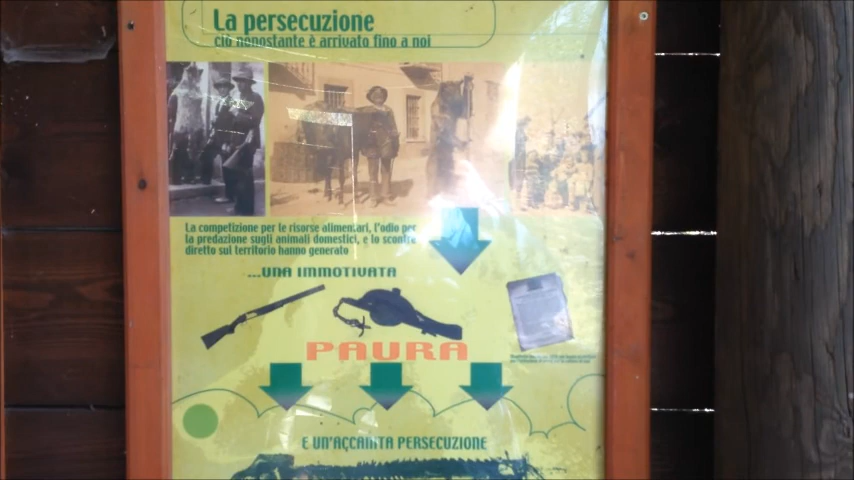 La persecuzione
ciò nonostante è arrivato fino a noi
La competizione per le risorse alimentari, l'odio per
la predazione sugli animali domestici, e lo scontro
diretto sul territorio hanno generato
...una immotivata
PAURA
E UN'ACCANITA PERSECUZIONE